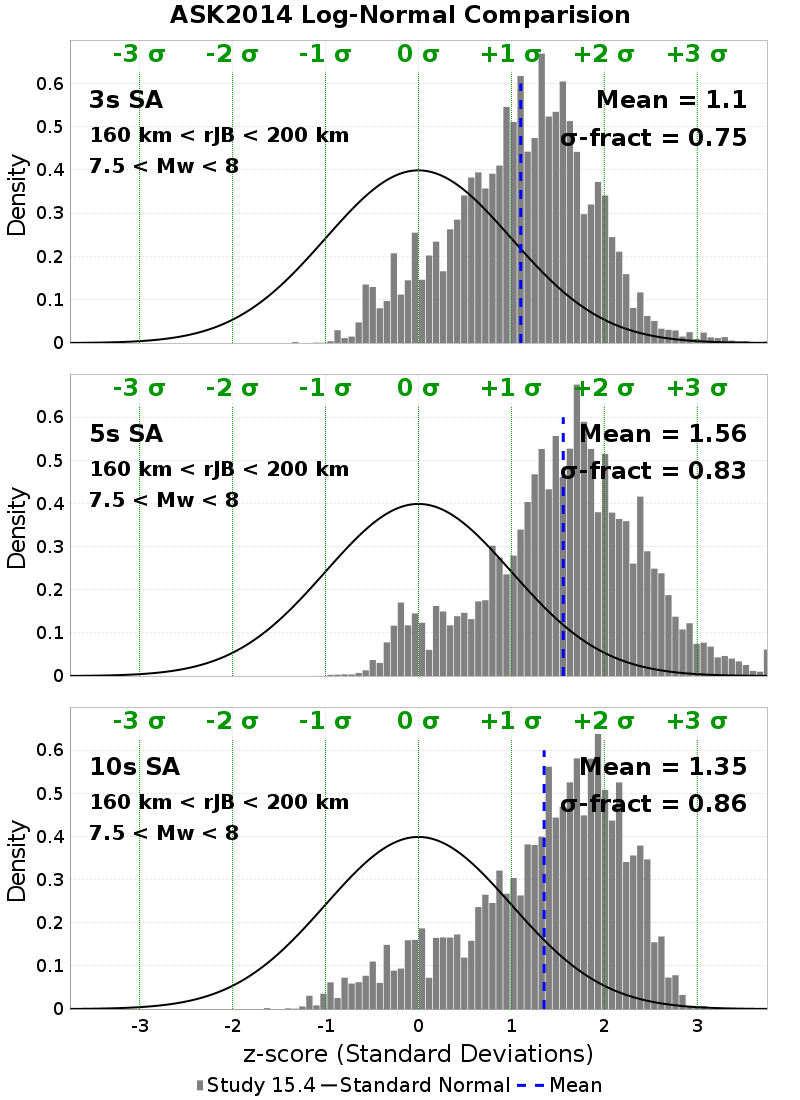 ASK2014 Log-Normal Comparision
-3 σ -2 σ -1 σ 0 σ +1 σ +2 σ +3 σ
3s SA
Mean = 1.1
160 km < rJB < 200 km
σ-fract = 0.75
7.5 < Mw < 8
Density
0.6
0.5
0.4
0.3
0.2
0.1
0
-3 σ -2 σ -1 σ 0 σ +1 σ +2 σ +3 σ
5s SA
Mean = 1.56
160 km < rJB < 200 km
σ-fract = 0.83
7.5 < Mw < 8
Density
0.6
0.5
0.4
0.3
0.2
0.1
0
-3 σ -2 σ -1 σ 0 σ +1 σ +2 σ +3 σ
10s SA
Mean = 1.35
160 km < rJB < 200 km
σ-fract = 0.86
7.5 < Mw < 8
Density
0.6
0.5
0.4
0.3
0.2
0.1
0
-3 -2 -1 0 1 2 3
z-score (Standard Deviations)
Study 15.4 Standard Normal Mean